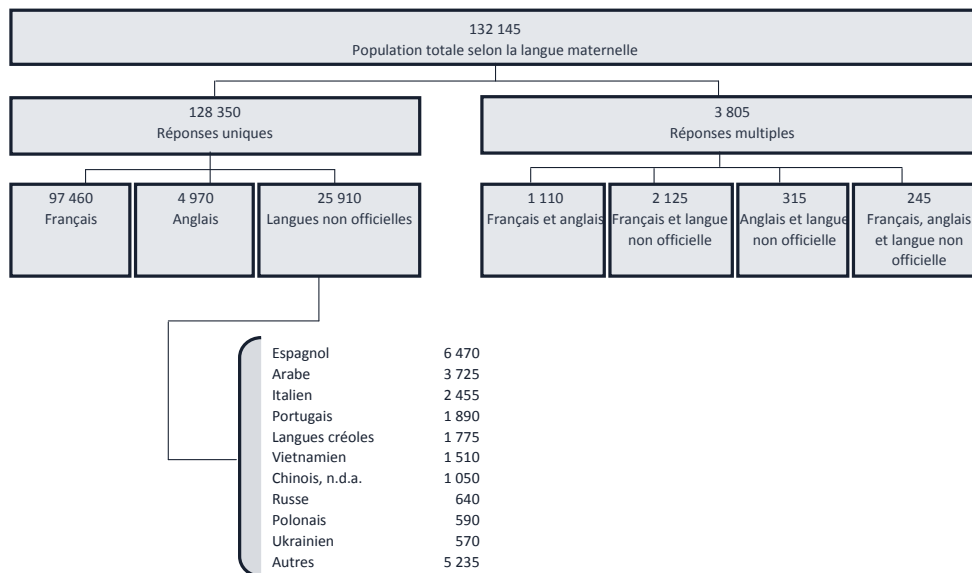 132 145
Population totale selon la langue maternelle
128 350
Réponses uniques
3 805
Réponses multiples
97 460
Français
4 970
Anglais
25 910
Langues non officielles
1 110
Français et anglais
2 125
Français et langue
non officielle
315
Anglais et langue
non officielle
245
Français, anglais
et langue non
officielle
Espagnol 6 470
Arabe 3 725
Italien 2 455
Portugais 1 890
Langues créoles 1 775
Vietnamien 1 510
Chinois, n.d.a. 1 050
Russe 640
Polonais 590
Ukrainien 570
Autres 5 235